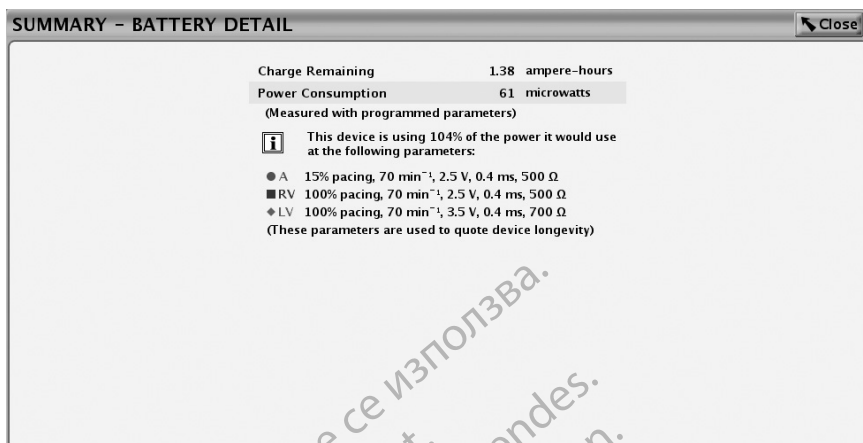 SUMMARY – BATTERY DETAIL
Close
Charge Remaining 1.38 ampere-hours
Power Consumption 61 microwatts
(Measured with programmed parameters)
i This device is using 104% of the power it would use
at the following parameters:
A 15% pacing, 70 min⁻¹, 2.5 V, 0.4 ms, 500 Ω
RV 100% pacing, 70 min⁻¹, 2.5 V, 0.4 ms, 500 Ω
LV 100% pacing, 70 min⁻¹, 3.5 V, 0.4 ms, 700 Ω
(These parameters are used to quote device longevity)
се използва.